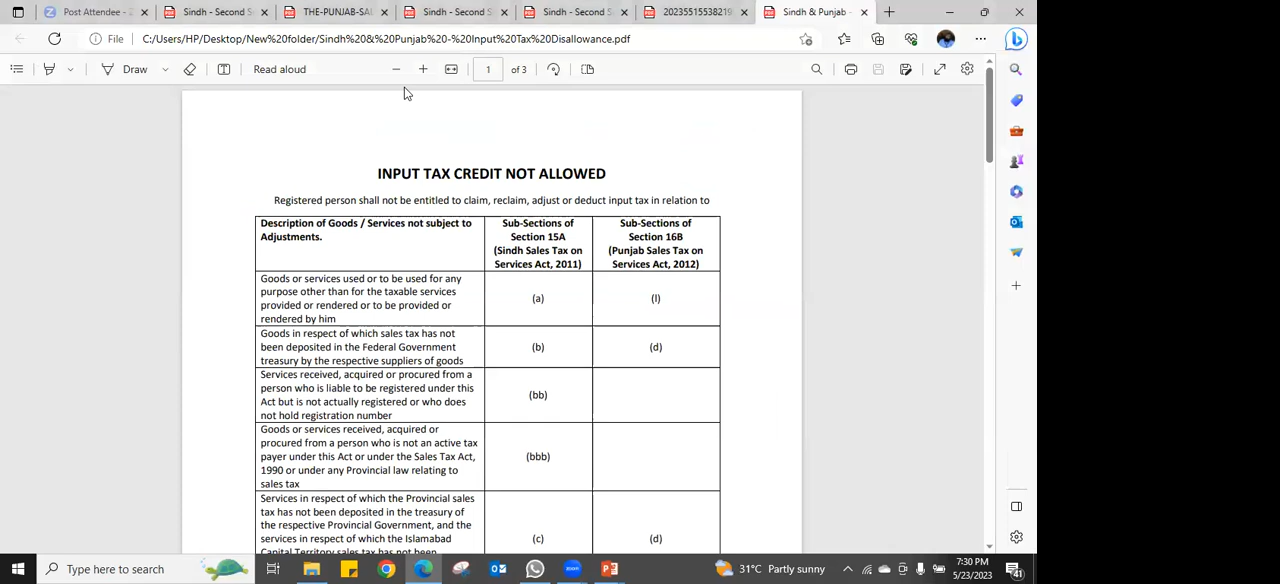 Post Attendee - Z
Sindh - Second S
THE-PUNJAB-SAL
Sindh - Second S
Sindh - Second S
20235515538219
Sindh & Punjab -
File
C:/Users/HP/Desktop/New%20folder/Sindh%20&%20Punjab%20-%20Input%20Tax%20Disallowance.pdf
Draw
Read aloud
1 of 3
INPUT TAX CREDIT NOT ALLOWED
Registered person shall not be entitled to claim, reclaim, adjust or deduct input tax in relation to
Description of Goods / Services not subject to
Adjustments.
Sub-Sections of
Section 15A
(Sindh Sales Tax on
Services Act, 2011)
Sub-Sections of
Section 16B
(Punjab Sales Tax on
Services Act, 2012)
Goods or services used or to be used for any
purpose other than for the taxable services
provided or rendered or to be provided or
rendered by him
(a)
(l)
Goods in respect of which sales tax has not
been deposited in the Federal Government
treasury by the respective suppliers of goods
(b)
(d)
Services received, acquired or procured from a
person who is liable to be registered under this
Act but is not actually registered or who does
not hold registration number
(bb)
Goods or services received, acquired or
procured from a person who is not an active tax
payer under this Act or under the Sales Tax Act,
1990 or under any Provincial law relating to
sales tax
(bbb)
Services in respect of which the Provincial sales
tax has not been deposited in the treasury of
the respective Provincial Government, and the
services in respect of which the Islamabad
Capital Territory sales tax has not been
(c)
(d)
Type here to search
31°C Partly sunny
7:30 PM
5/23/2023
41